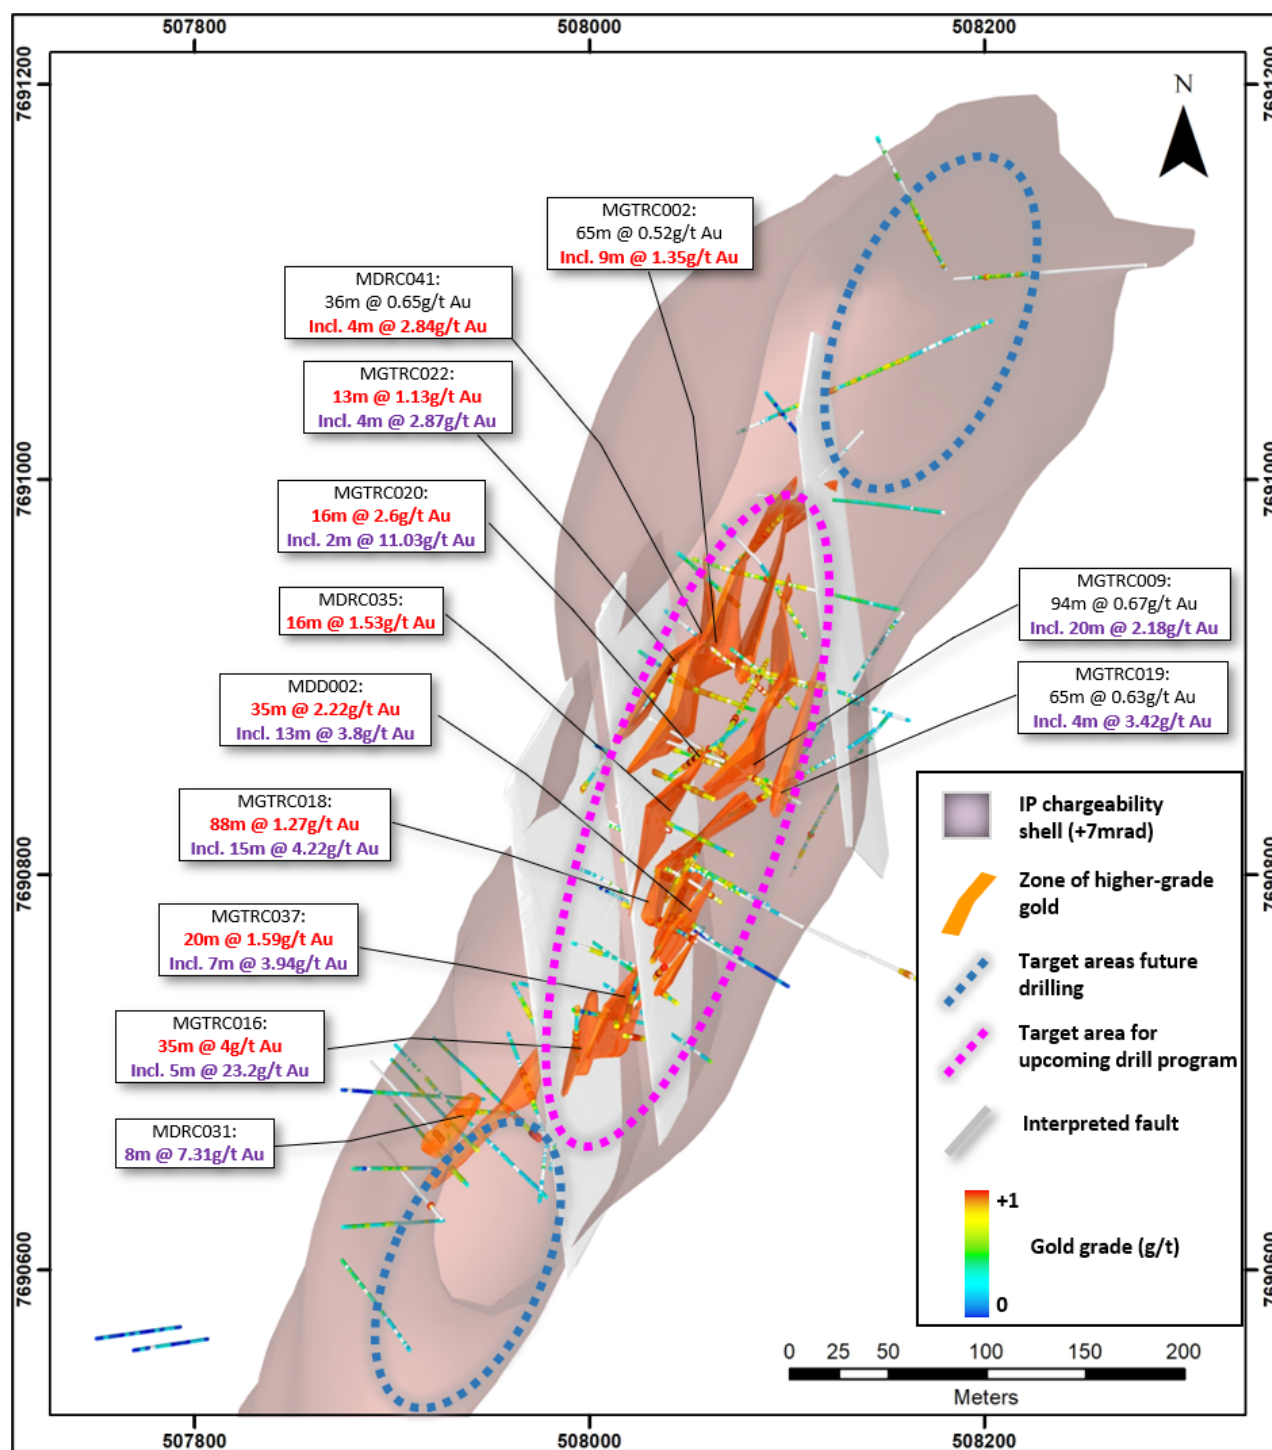 507800
508000
508200
7691200
7691200
N
MGTRC002:
65m @ 0.52g/t Au
Incl. 9m @ 1.35g/t Au
MDRC041:
36m @ 0.65g/t Au
Incl. 4m @ 2.84g/t Au
MGTRC022:
13m @ 1.13g/t Au
Incl. 4m @ 2.87g/t Au
7691000
7691000
MGTRC020:
16m @ 2.6g/t Au
Incl. 2m @ 11.03g/t Au
MDRC035:
16m @ 1.53g/t Au
MGTRC009:
94m @ 0.67g/t Au
Incl. 20m @ 2.18g/t Au
MGTRC019:
65m @ 0.63g/t Au
Incl. 4m @ 3.42g/t Au
MDD002:
35m @ 2.22g/t Au
Incl. 13m @ 3.8g/t Au
MGTRC018:
88m @ 1.27g/t Au
Incl. 15m @ 4.22g/t Au
7690800
7690800
MGTRC037:
20m @ 1.59g/t Au
Incl. 7m @ 3.94g/t Au
MGTRC016:
35m @ 4g/t Au
Incl. 5m @ 23.2g/t Au
MDRC031:
8m @ 7.31g/t Au
IP chargeability
shell (+7mrad)
Zone of higher-grade
gold
Target areas future
drilling
Target area for
upcoming drill program
Interpreted fault
+1
Gold grade (g/t)
0
7690600
7690600
0 25 50 100 150 200
Meters
507800
508000
508200